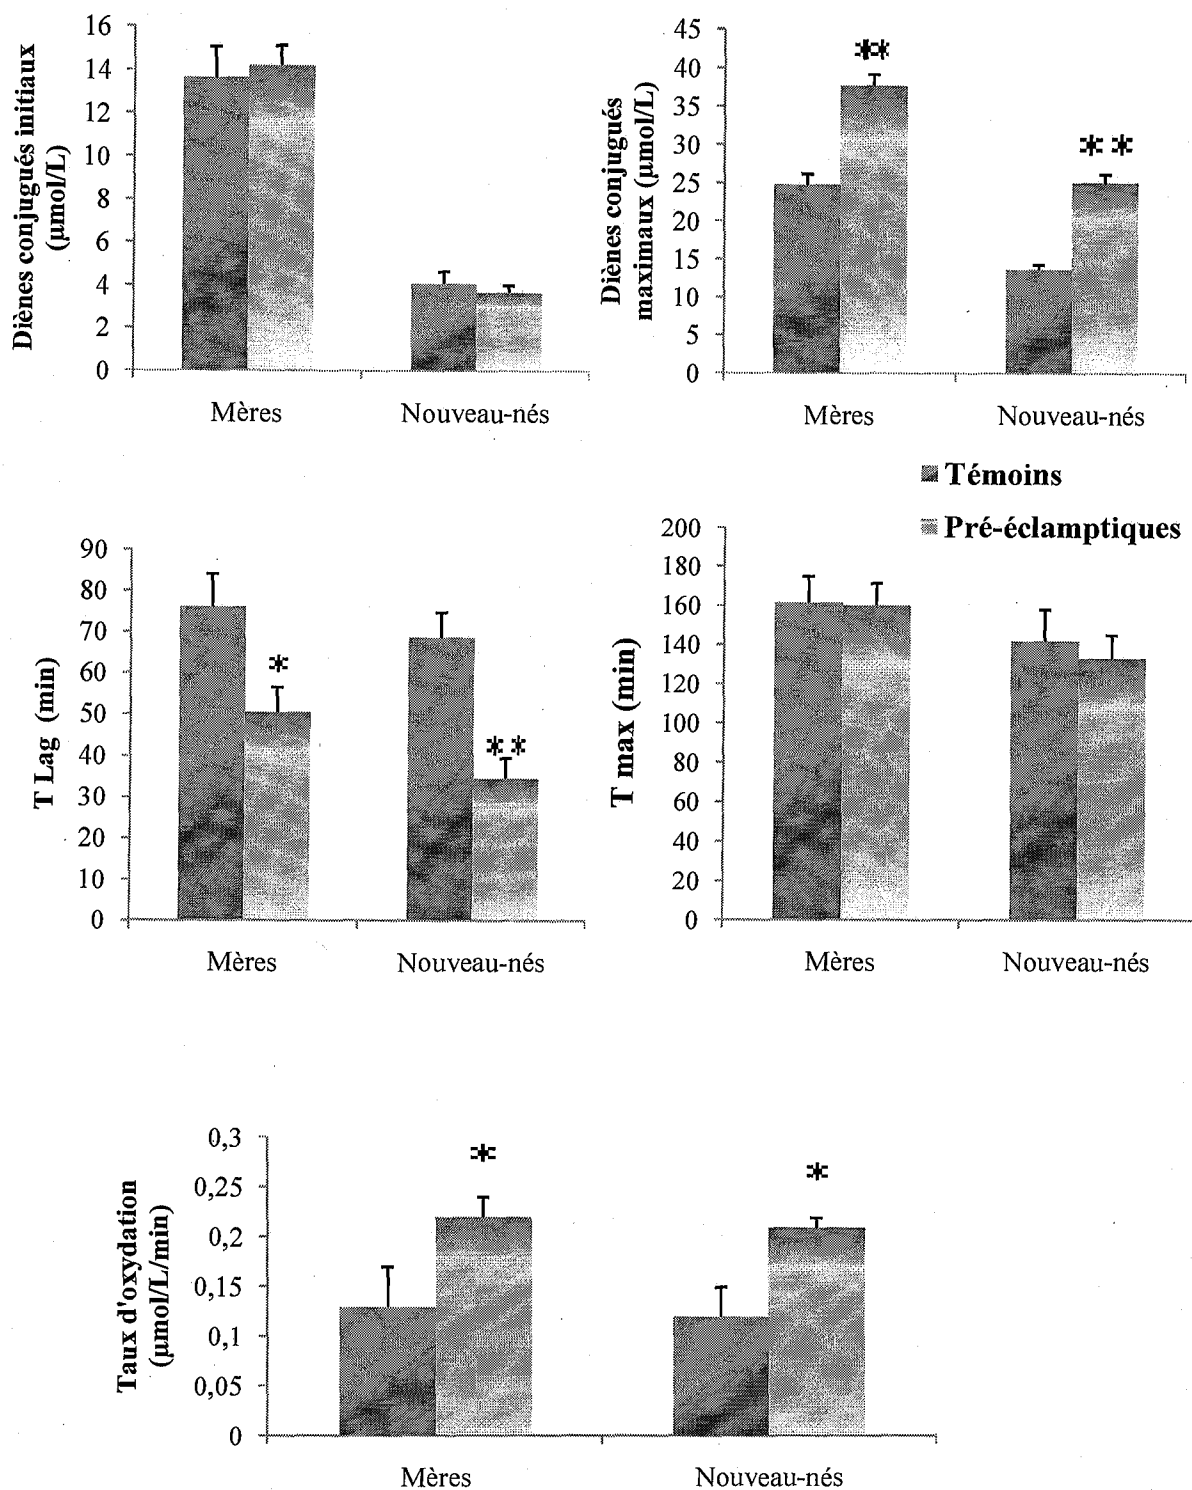 Diènes conjugués initiaux
(µmol/L)
16
14
12
10
8
6
4
2
0
Mères
Nouveau-nés
Diènes conjugués
maximaux (µmol/L)
45
40
35
30
25
20
15
10
5
0
**
**
Mères
Nouveau-nés
Témoins
Pré-éclamptiques
T Lag (min)
90
80
70
60
50
40
30
20
10
0
*
**
Mères
Nouveau-nés
T max (min)
200
180
160
140
120
100
80
60
40
20
0
Mères
Nouveau-nés
Taux d'oxydation
(µmol/L/min)
0,3
0,25
0,2
0,15
0,1
0,05
0
*
*
Mères
Nouveau-nés